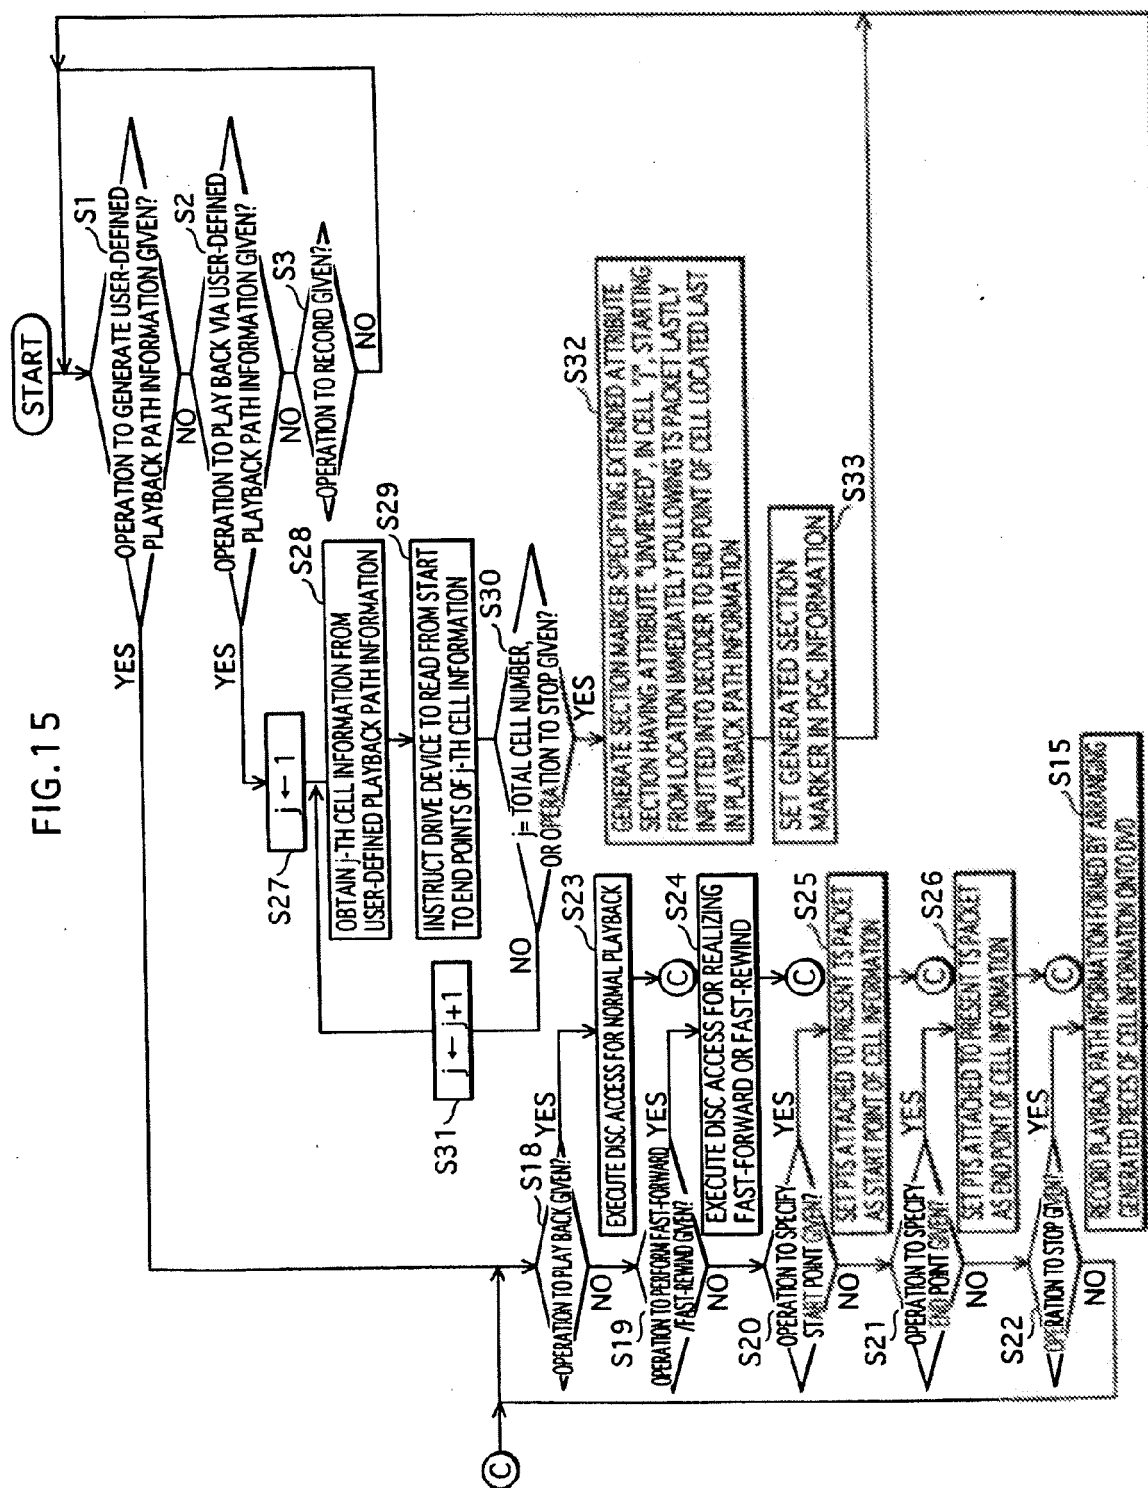 FIG.15
START
S1
OPERATION TO GENERATE USER-DEFINED
PLAYBACK PATH INFORMATION GIVEN?
YES
NO
S2
OPERATION TO PLAY BACK VIA USER-DEFINED
PLAYBACK PATH INFORMATION GIVEN?
YES
NO
S3
OPERATION TO RECORD GIVEN?
NO
S27
j ← 1
S28
OBTAIN j-TH CELL INFORMATION FROM
USER-DEFINED PLAYBACK PATH INFORMATION
S29
INSTRUCT DRIVE DEVICE TO READ FROM START
TO END POINTS OF j-TH CELL INFORMATION
S30
j= TOTAL CELL NUMBER,
OR OPERATION TO STOP GIVEN?
NO
YES
S31
j ← j+1
S32
GENERATE SECTION MARKER SPECIFYING EXTENDED ATTRIBUTE
SECTION HAVING ATTRIBUTE "UNVIEWED", IN CELL "j", STARTING
FROM LOCATION IMMEDIATELY FOLLOWING TS PACKET LASTLY
INPUTTED INTO DECODER TO END POINT OF CELL LOCATED LAST
IN PLAYBACK PATH INFORMATION
S33
SET GENERATED SECTION
MARKER IN PGC INFORMATION
C
S18
OPERATION TO PLAY BACK GIVEN?
YES
NO
S23
EXECUTE DISC ACCESS FOR NORMAL PLAYBACK
C
S19
OPERATION TO PERFORM FAST-FORWARD
/FAST-REWIND GIVEN?
YES
NO
S24
EXECUTE DISC ACCESS FOR REALIZING
FAST-FORWARD OR FAST-REWIND
C
S20
OPERATION TO SPECIFY
START POINT GIVEN?
YES
NO
S25
SET PTS ATTACHED TO PRESENT TS PACKET
AS START POINT OF CELL INFORMATION
C
S21
OPERATION TO SPECIFY
END POINT GIVEN?
YES
NO
S26
SET PTS ATTACHED TO PRESENT TS PACKET
AS END POINT OF CELL INFORMATION
C
S22
OPERATION TO STOP GIVEN?
YES
NO
S15
RECORD PLAYBACK PATH INFORMATION FORMED BY ARRANGING
GENERATED PIECES OF CELL INFORMATION ONTO DVD